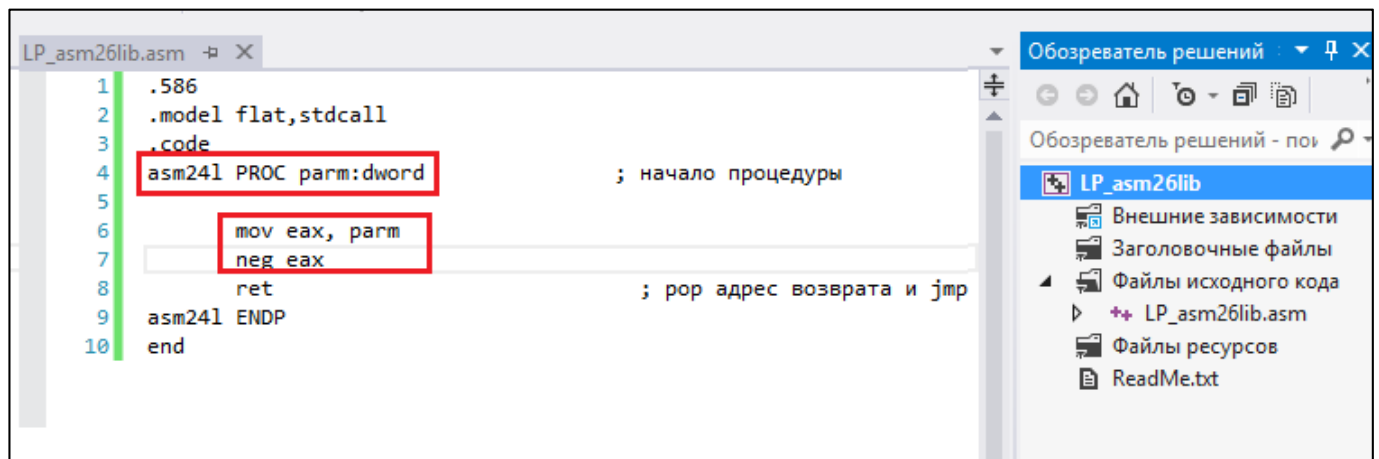 LP_asm26lib.asm
1 .586
2 .model flat,stdcall
3 .code
4 asm24l PROC parm:dword ; начало процедуры
5
6 mov eax, parm
7 neg eax
8 ret ; pop адрес возврата и jmp
9 asm24l ENDP
10 end
Обозреватель решений
Обозреватель решений - пои
LP_asm26lib
Внешние зависимости
Заголовочные файлы
Файлы исходного кода
++ LP_asm26lib.asm
Файлы ресурсов
ReadMe.txt